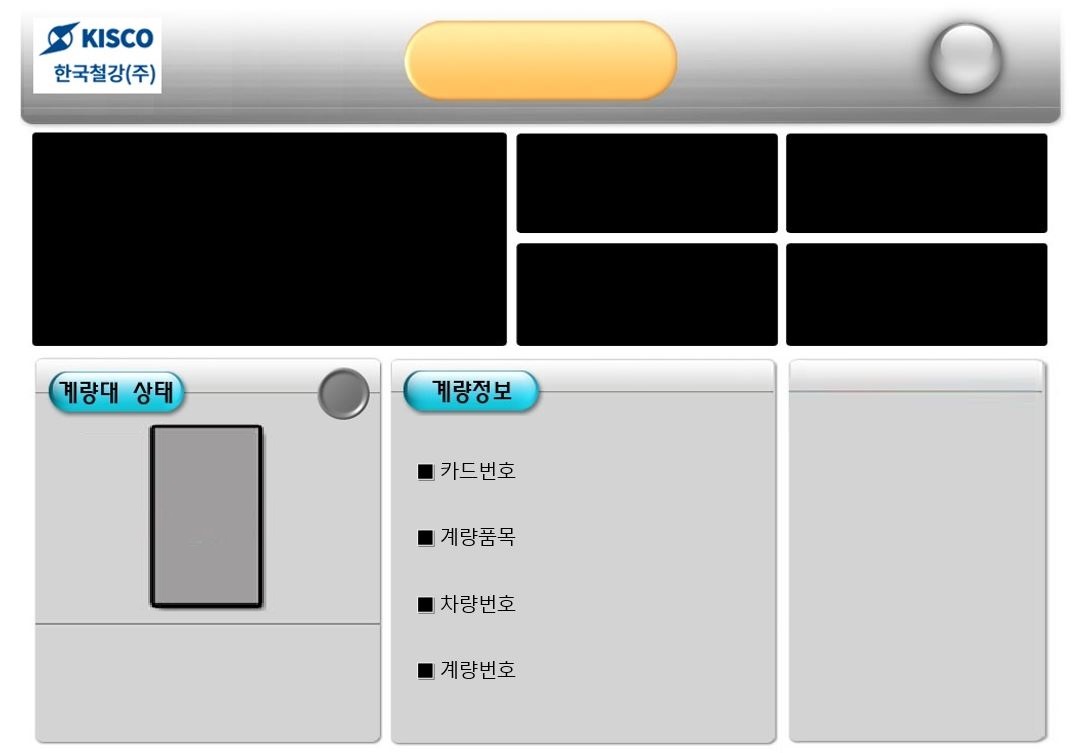 KISCO
한국철강(주)
계량대 상태
계량정보
■ 카드번호
■ 계량품목
■ 차량번호
■ 계량번호